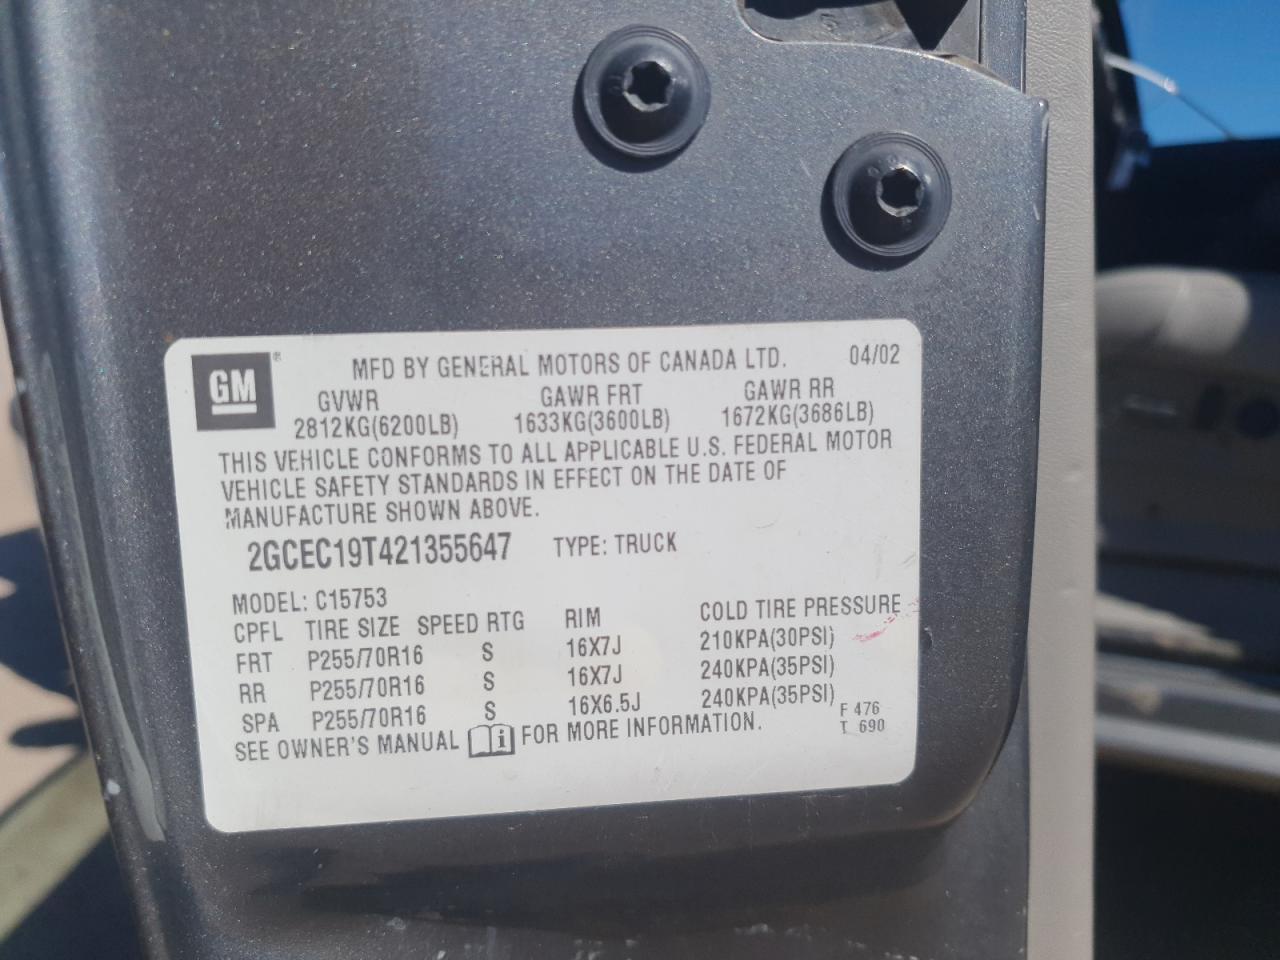 GM ®
MFD BY GENERAL MOTORS OF CANADA LTD. 04/02
GVWR GAWR FRT GAWR RR
2812KG(6200LB) 1633KG(3600LB) 1672KG(3686LB)
THIS VEHICLE CONFORMS TO ALL APPLICABLE U.S. FEDERAL MOTOR
VEHICLE SAFETY STANDARDS IN EFFECT ON THE DATE OF
MANUFACTURE SHOWN ABOVE.
2GCEC19T421355647 TYPE: TRUCK
MODEL: C15753
CPFL TIRE SIZE SPEED RTG RIM COLD TIRE PRESSURE
FRT P255/70R16 S 16X7J 210KPA(30PSI)
RR P255/70R16 S 16X7J 240KPA(35PSI)
SPA P255/70R16 S 16X6.5J 240KPA(35PSI)
SEE OWNER'S MANUAL i FOR MORE INFORMATION.
F 476
T 690